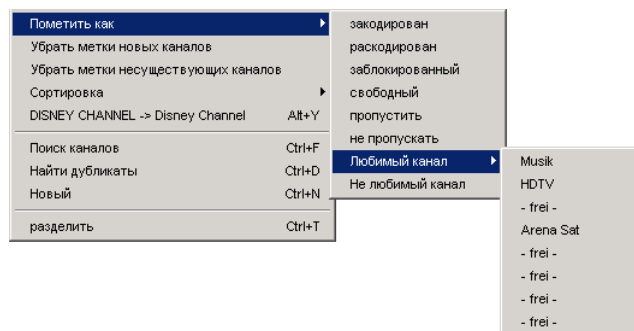 Пометить как
Убрать метки новых каналов
Убрать метки несуществующих каналов
Сортировка
DISNEY CHANNEL -> Disney Channel Alt+Y
Поиск каналов Ctrl+F
Найти дубликаты Ctrl+D
Новый Ctrl+N
разделить Ctrl+T
закодирован
раскодирован
заблокированный
свободный
пропустить
не пропускать
Любимый канал
Не любимый канал
Musik
HDTV
- frei -
Arena Sat
- frei -
- frei -
- frei -
- frei -